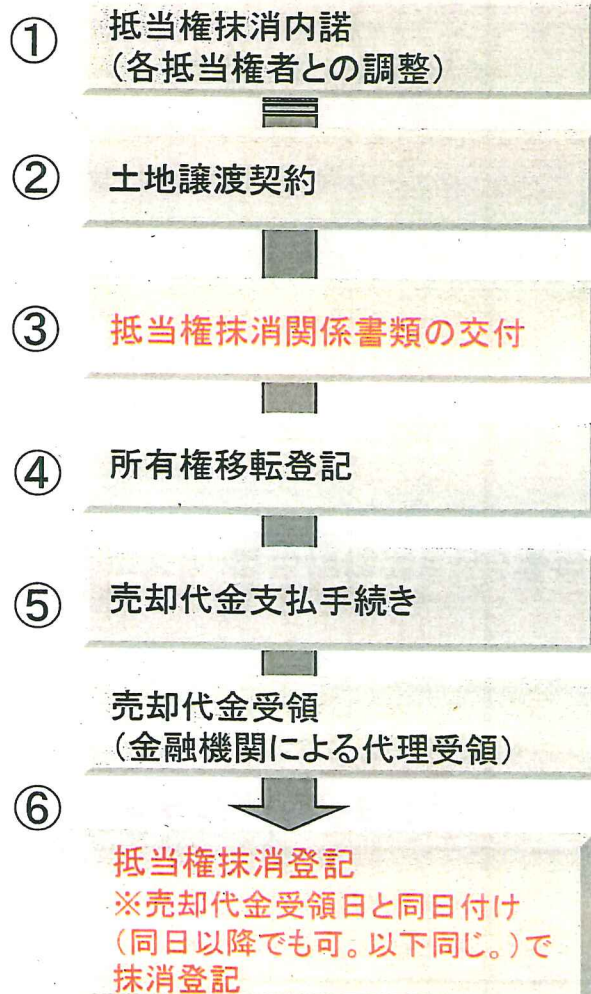 ①
抵当権抹消内諾
（各抵当権者との調整）
②
土地譲渡契約
③
抵当権抹消関係書類の交付
④
所有権移転登記
⑤
売却代金支払手続き
売却代金受領
（金融機関による代理受領）
⑥
抵当権抹消登記
※売却代金受領日と同日付け
（同日以降でも可。以下同じ。）で
抹消登記